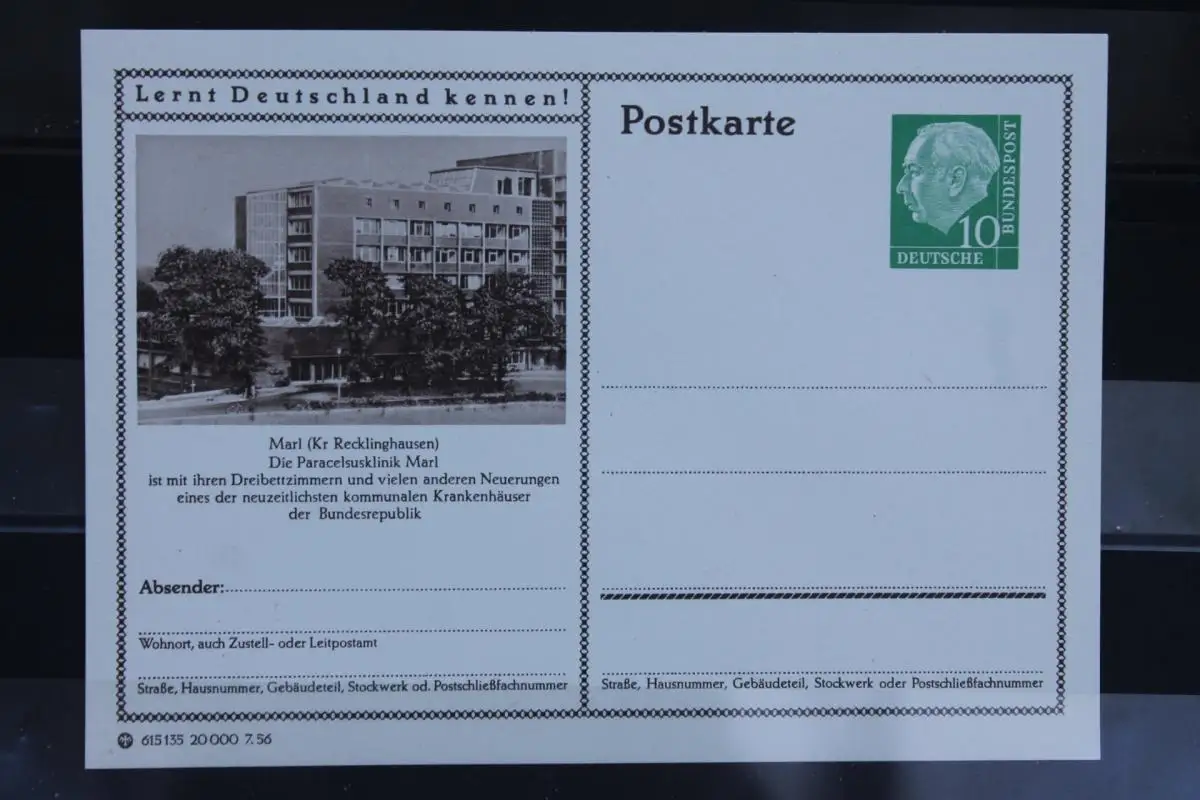 Lernt Deutschland kennen!
Marl (Kr Recklinghausen)
Die Paracelsusklinik Marl
ist mit ihren Dreibettzimmern und vielen anderen Neuerungen
eines der neuzeitlichsten kommunalen Krankenhäuser
der Bundesrepublik
Absender:
Wohnort, auch Zustell- oder Leitpostamt
Straße, Hausnummer, Gebäudeteil, Stockwerk od. Postschließfachnummer
615135 20 000 7. 56
Postkarte
10
DEUTSCHE
BUNDESPOST
Straße, Hausnummer, Gebäudeteil, Stockwerk oder Postschließfachnummer